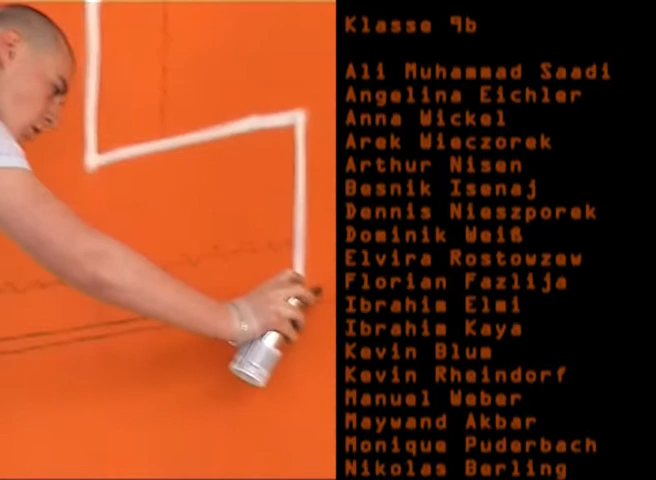 Klasse 9b
Ali Muhammad Saadi
Angelina Eichler
Anna Wickel
Arek Wieczorek
Arthur Nisen
Besnik Isenaj
Dennis Nieszporek
Dominik Weiß
Elvira Rostowzew
Florian Fazlija
Ibrahim Elmi
Ibrahim Kaya
Kevin Blum
Kevin Rheindorf
Manuel Weber
Maywand Akbar
Monique Puderbach
Nikolas Berling